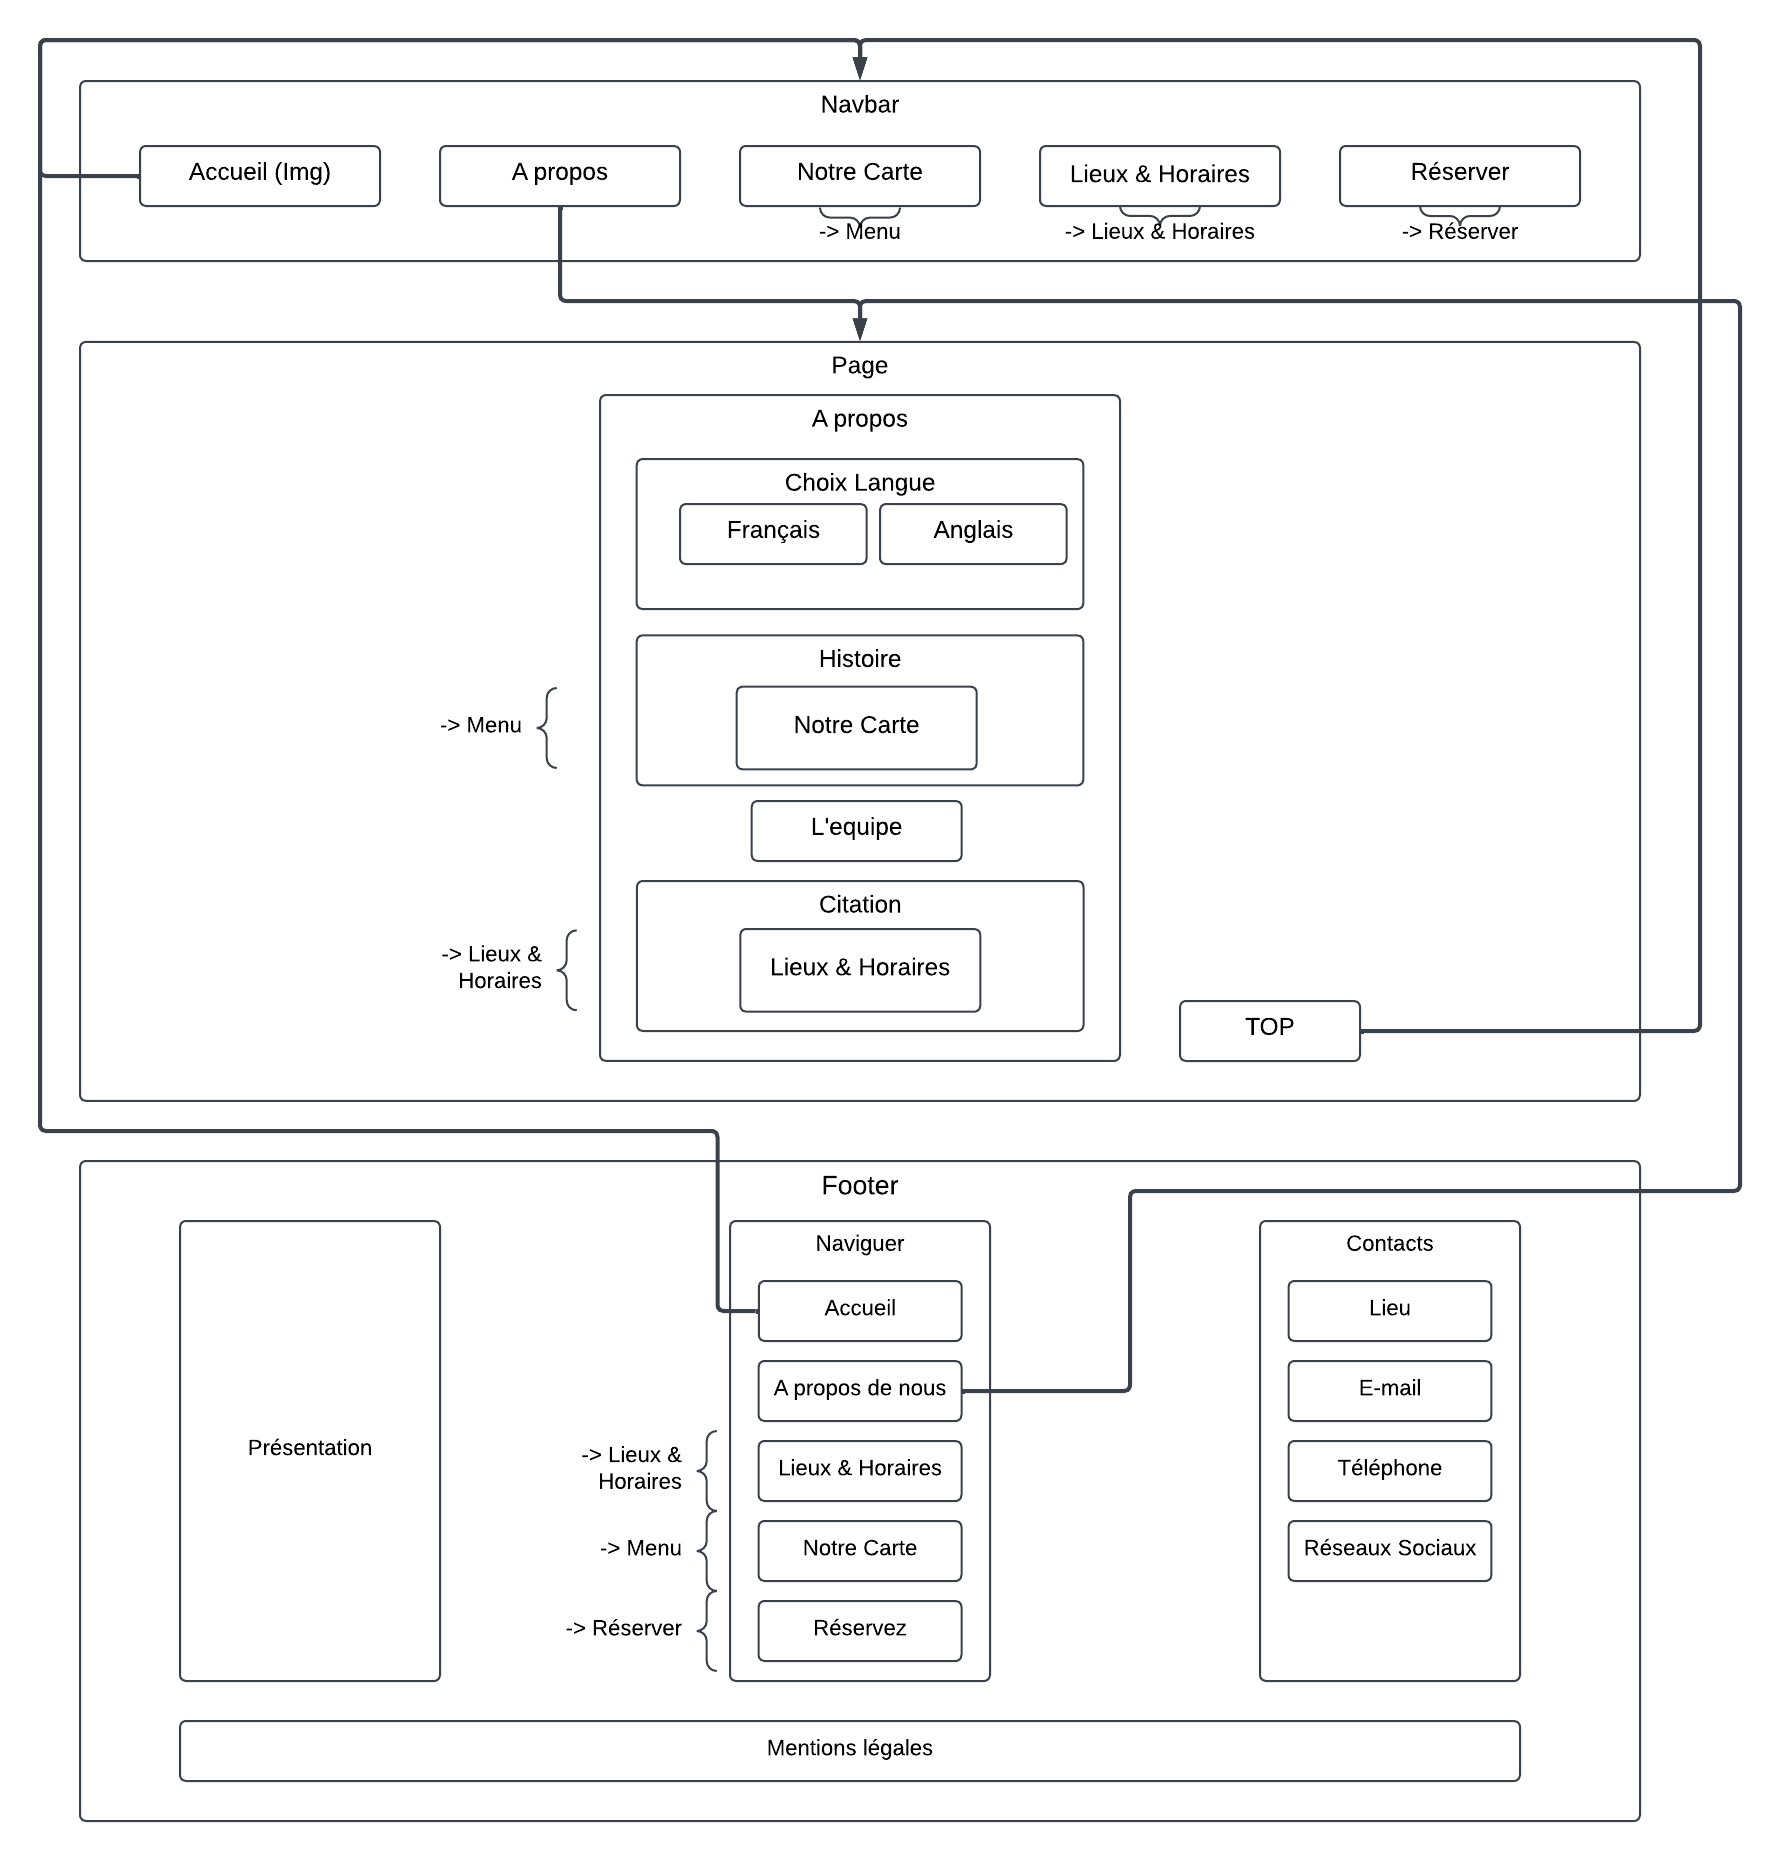 Navbar
Accueil (Img)
A propos
Notre Carte
Lieux & Horaires
Réserver
-> Menu
-> Lieux & Horaires
-> Réserver
Page
A propos
Choix Langue
Français
Anglais
Histoire
-> Menu
Notre Carte
L'equipe
Citation
-> Lieux &
Horaires
Lieux & Horaires
TOP
Footer
Présentation
Naviguer
Accueil
A propos de nous
-> Lieux &
Horaires
Lieux & Horaires
-> Menu
Notre Carte
-> Réserver
Réservez
Contacts
Lieu
E-mail
Téléphone
Réseaux Sociaux
Mentions légales